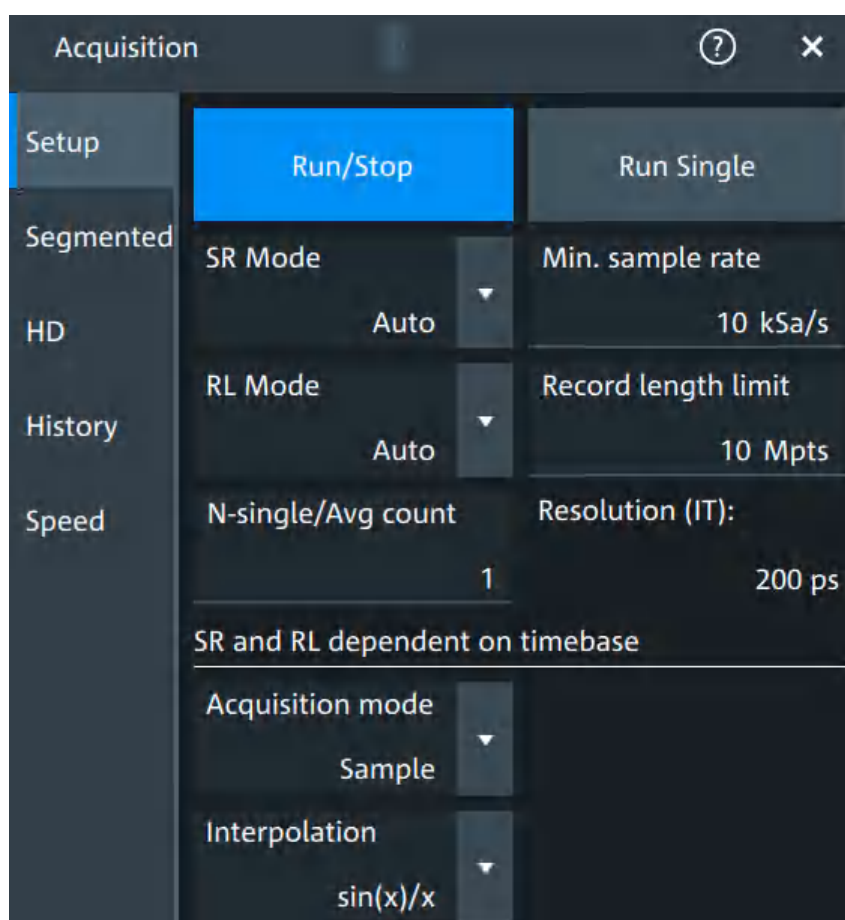 Acquisition
Setup
Segmented
HD
History
Speed
Run/Stop
Run Single
SR Mode
Auto
Min. sample rate
10 kSa/s
RL Mode
Auto
Record length limit
10 Mpts
N-single/Avg count
1
Resolution (IT):
200 ps
SR and RL dependent on timebase
Acquisition mode
Sample
Interpolation
sin(x)/x